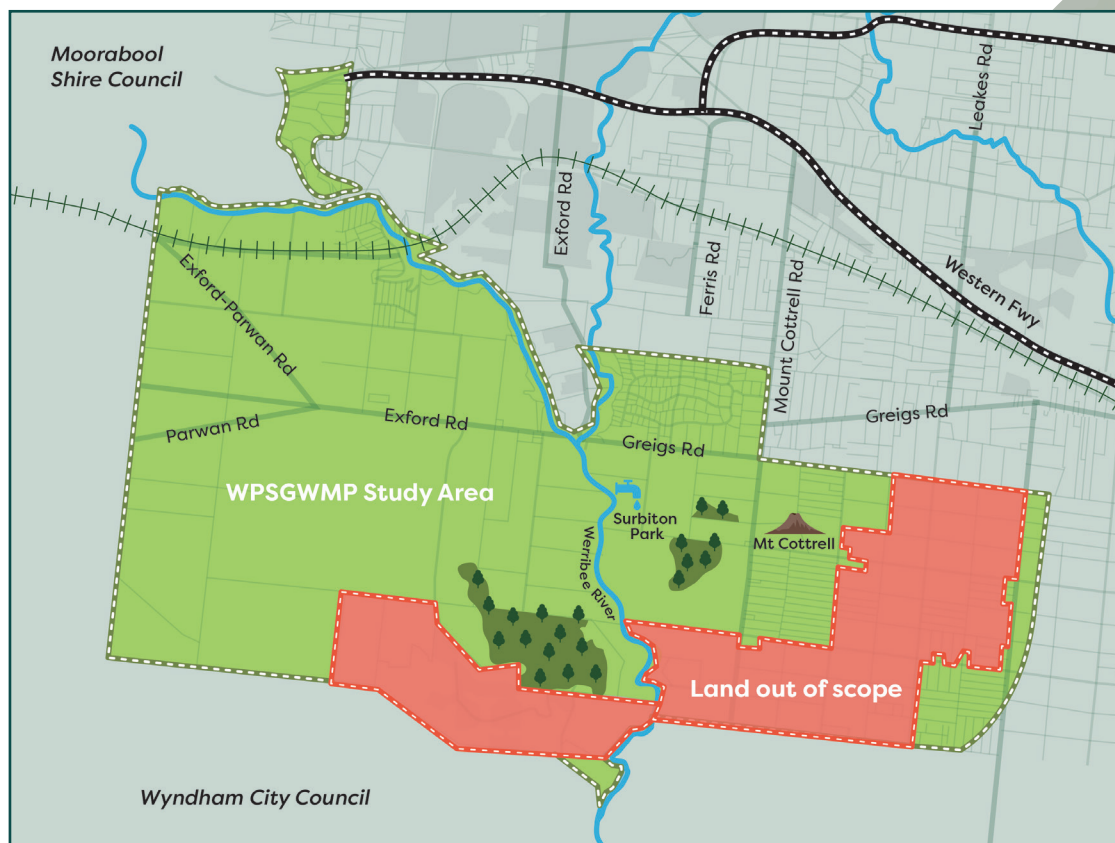 Moorabool
Shire Council
Leakes Rd
Exford Rd
Ferris Rd
Mount Cottrell Rd
Western Fwy
Exford-Parwan Rd
Parwan Rd
Exford Rd
Greigs Rd
Greigs Rd
WPSGWMP Study Area
Surbiton
Park
Mt Cottrell
Werribee River
Land out of scope
Wyndham City Council